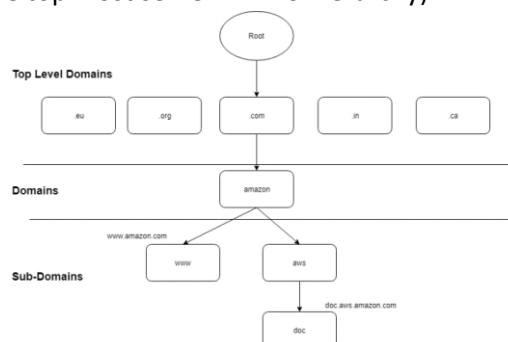 Root
Top Level Domains
.eu
.org
.com
.in
.ca
Domains
amazon
www.amazon.com
www
aws
Sub-Domains
doc.aws.amazon.com
doc